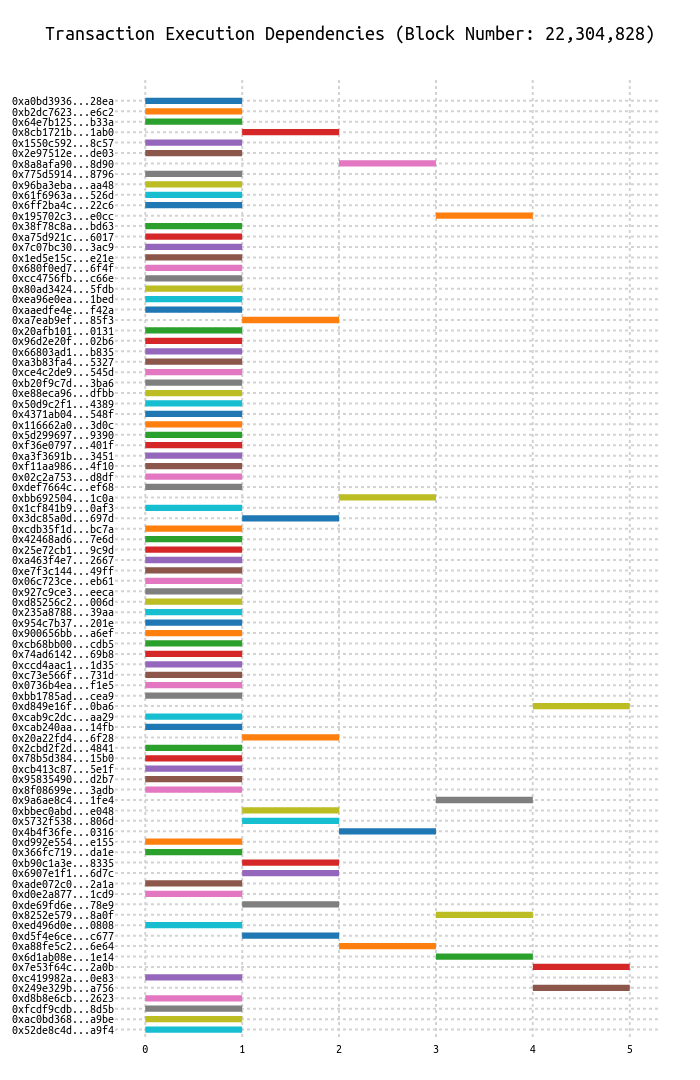 Transaction Execution Dependencies (Block Number: 22,304,828)
0xa0bd3936...28ea
0xb2dc7623...e6c2
0x64e7b125...b33a
0x8cb1721b...1ab0
0x1550c592...8c57
0x2e97512e...de03
0x8a8afa90...8d90
0x775d5914...8796
0x96ba3eba...aa48
0x61f6963a...526d
0x6ff2ba4c...22c6
0x195702c3...e0cc
0x38f78c8a...bd63
0xa75d921c...6017
0x7c07bc30...3ac9
0x1ed5e15c...e21e
0x680f0ed7...6f4f
0xcc4756fb...c66e
0x80ad3424...5fdb
0xea96e0ea...1bed
0xaaedfe4e...f42a
0xa7eab9ef...85f3
0x20afb101...0131
0x96d2e20f...02b6
0x66803ad1...b835
0xa3b83fa4...5327
0xce4c2de9...545d
0xb20f9c7d...3ba6
0xe88eca96...dfbb
0x50d9c2f1...4389
0x4371ab04...548f
0x116662a0...3d0c
0x5d299697...9390
0xf36e0797...401f
0xa3f3691b...3451
0xf11aa986...4f10
0x02c2a753...d8df
0xdef7664c...ef68
0xbb692504...1c0a
0x1cf841b9...0af3
0x3dc85a0d...697d
0xcdb35f1d...bc7a
0x42468ad6...7e6d
0x25e72cb1...9c9d
0xa463f4e7...2667
0xe7f3c144...49ff
0x06c723ce...eb61
0x927c9ce3...eeca
0xd85256c2...006d
0x235a8788...39aa
0x954c7b37...201e
0x900656bb...a6ef
0xcb68bb00...cdb5
0x74ad6142...69b8
0xccd4aac1...1d35
0xc73e566f...731d
0x0736b4ea...f1e5
0xbb1785ad...cea9
0xd849e16f...0ba6
0xcab9c2dc...aa29
0xcab240aa...14fb
0x20a22fd4...6f28
0x2cbd2f2d...4841
0x78b5d384...15b0
0xcb413c87...5e1f
0x95835490...d2b7
0x8f08699e...3adb
0x9a6ae8c4...1fe4
0xbbec0abd...e048
0x5732f538...806d
0x4b4f36fe...0316
0xd992e554...e155
0x366fc719...da1e
0xb90c1a3e...8335
0x6907e1f1...6d7c
0xade072c0...2a1a
0xd0e2a877...1cd9
0xde69fd6e...78e9
0x8252e579...8a0f
0xed496d0e...0808
0xd5f4e6ce...c677
0xa88fe5c2...6e64
0x6d1ab08e...1e14
0x7e53f64c...2a0b
0xc419982a...0e83
0x249e329b...a756
0xd8b8e6cb...2623
0xfcdf9cdb...8d5b
0xac0bd368...a9be
0x52de8c4d...a9f4
0 1 2 3 4 5